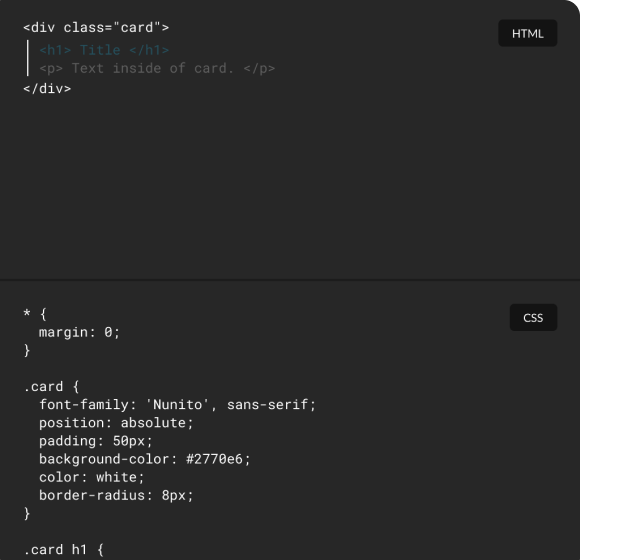 <div class="card">
HTML
<h1> Title </h1>
<p> Text inside of card. </p>
</div>
* {
CSS
margin: 0;
}
.card {
font-family: 'Nunito', sans-serif;
position: absolute;
padding: 50px;
background-color: #2770e6;
color: white;
border-radius: 8px;
}
.card h1 {